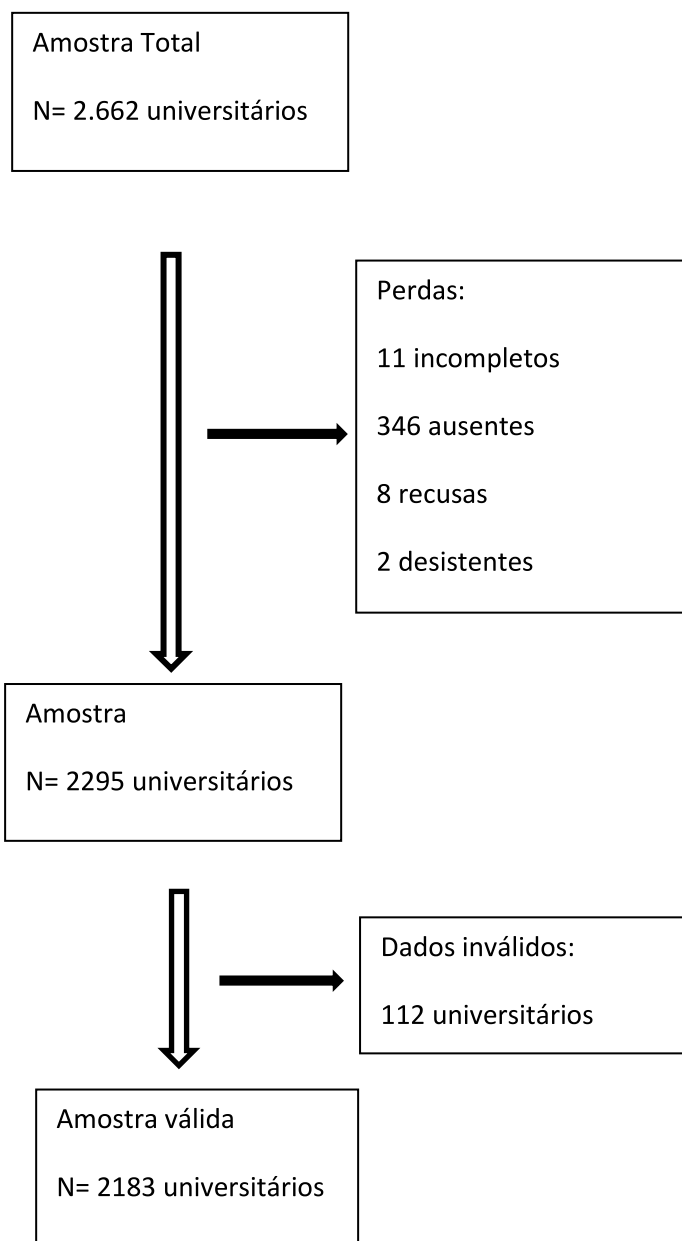 Amostra Total
N= 2.662 universitários
Perdas:
11 incompletos
346 ausentes
8 recusas
2 desistentes
Amostra
N= 2295 universitários
Dados inválidos:
112 universitários
Amostra válida
N= 2183 universitários